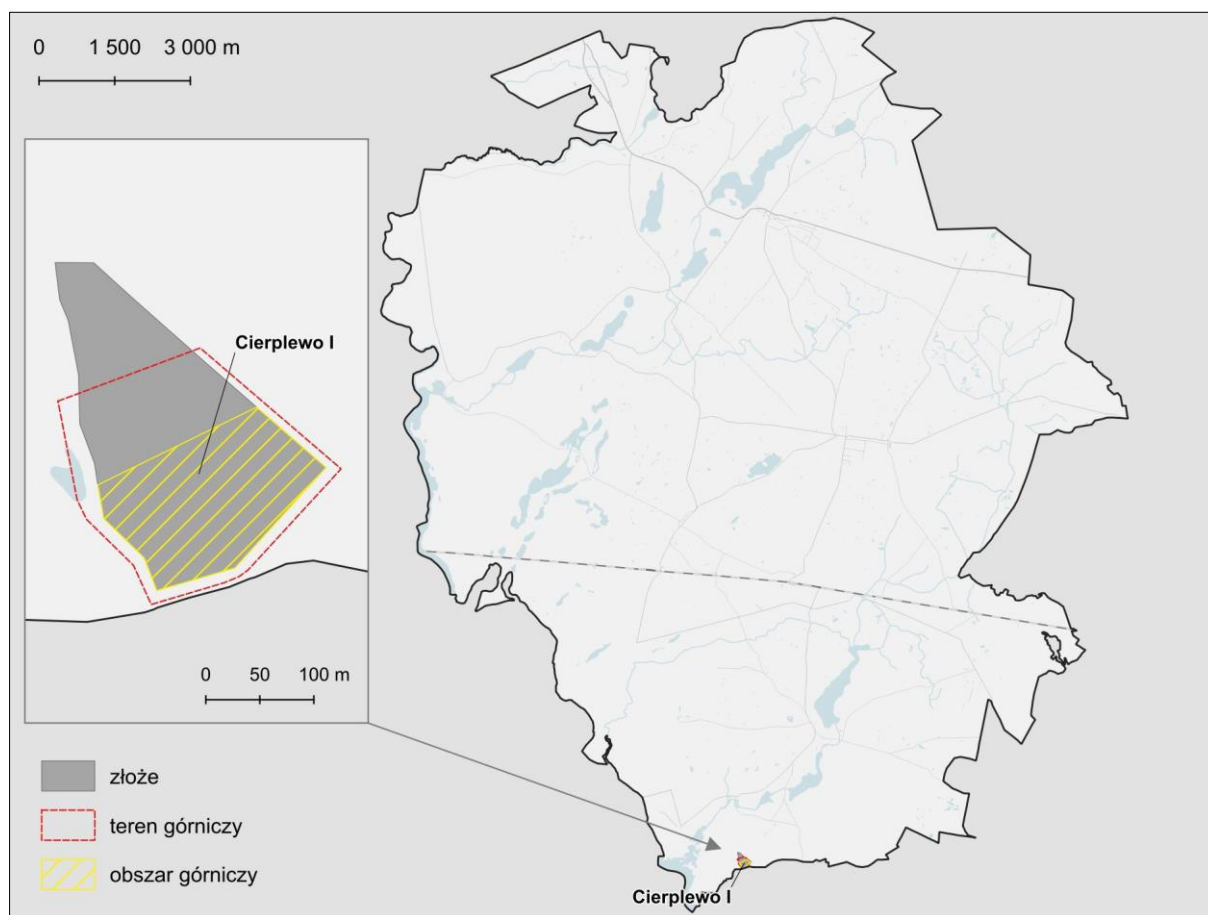 0 1 500 3 000 m
Cierplewo I
0 50 100 m
złoże
teren górniczy
obszar górniczy
Cierplewo I